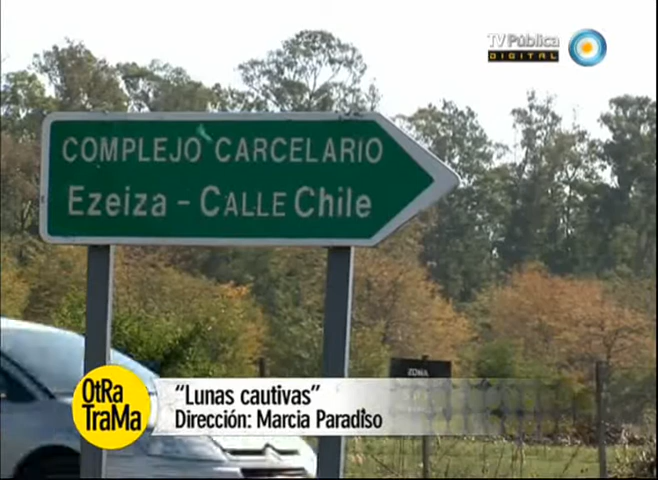 TV Pública
DIGITAL
COMPLEJO CARCELARIO
Ezeiza - CALLE Chile
ZONA
OtRa
TraMa
"Lunas cautivas"
Dirección: Marcia Paradiso